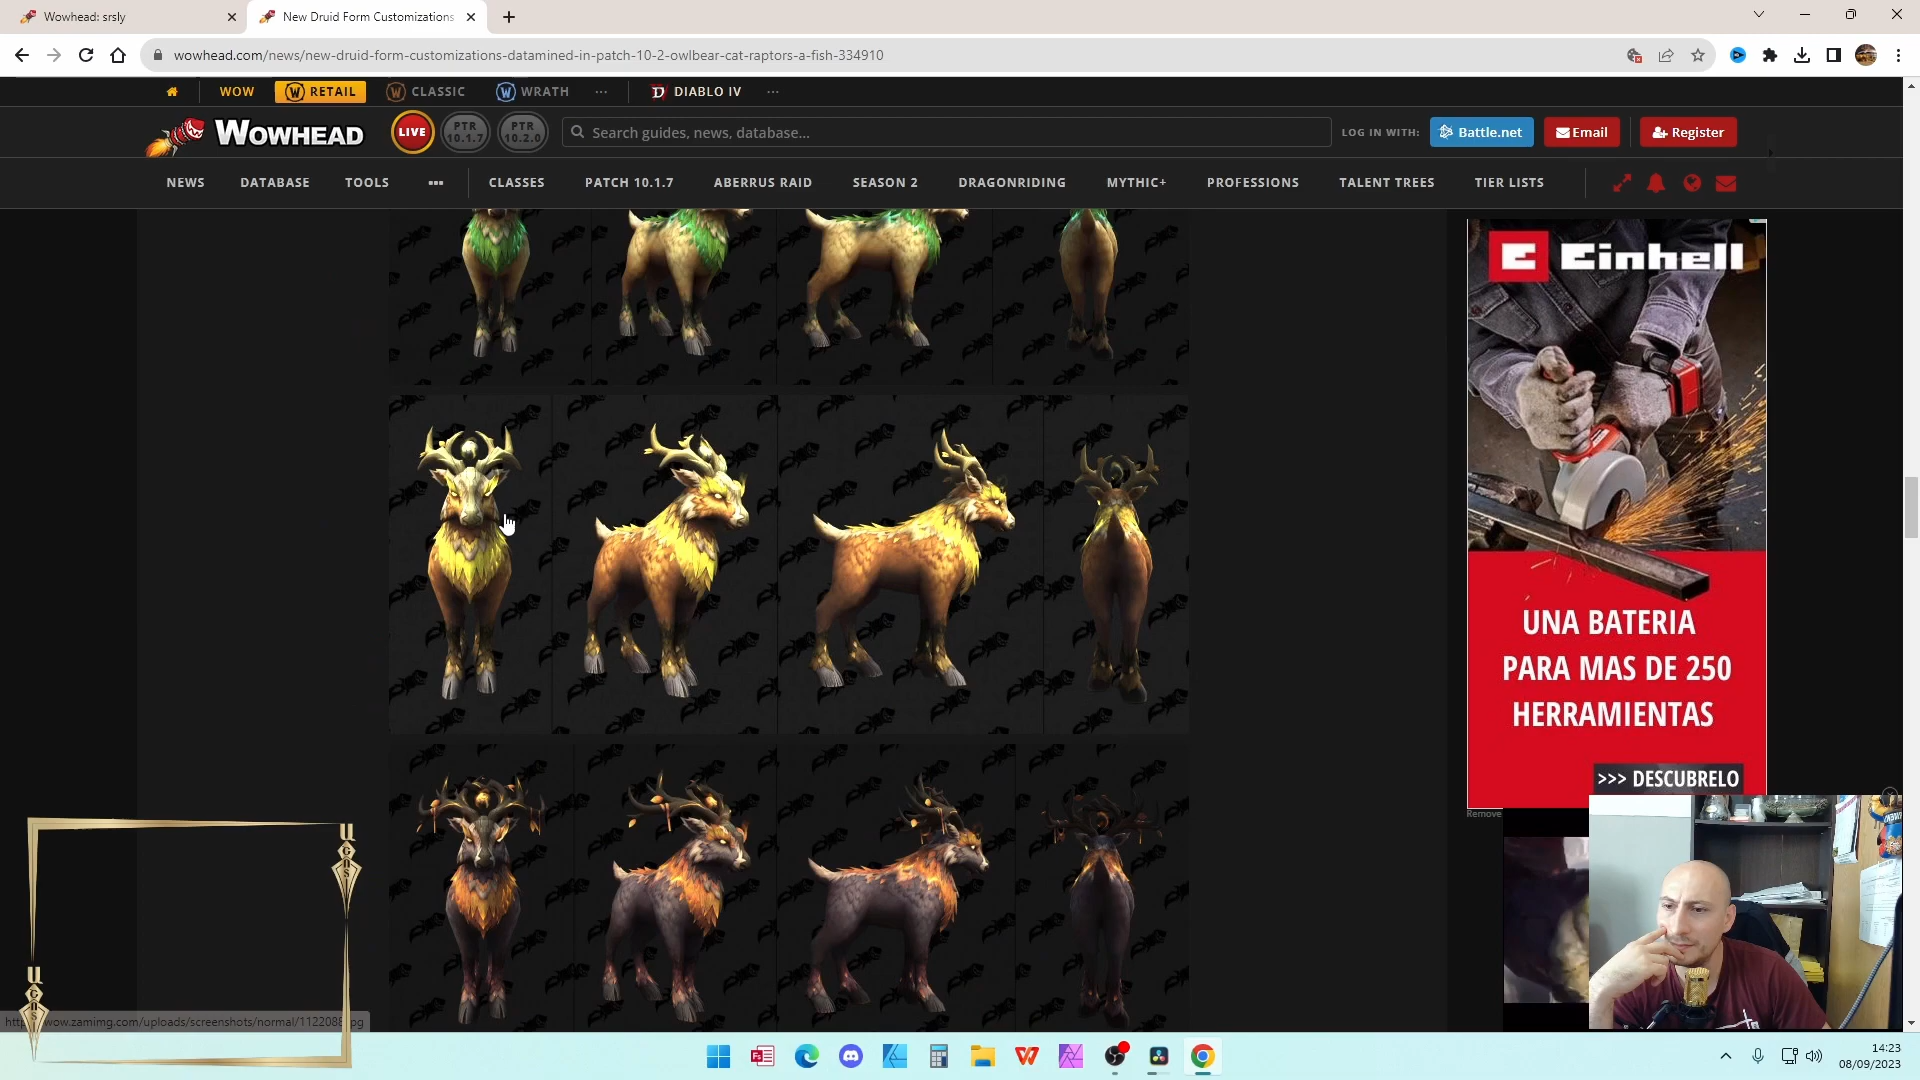 Wowhead: srsly
New Druid Form Customizations
wowhead.com/news/new-druid-form-customizations-datamined-in-patch-10-2-owlbear-cat-raptors-a-fish-334910
WOW
RETAIL
CLASSIC
WRATH
...
DIABLO IV
...
WOWHEAD
LIVE
PTR
10.1.7
PTR
10.2.0
Search guides, news, database...
LOG IN WITH:
Battle.net
Email
Register
NEWS
DATABASE
TOOLS
...
CLASSES
PATCH 10.1.7
ABERRUS RAID
SEASON 2
DRAGONRIDING
MYTHIC+
PROFESSIONS
TALENT TREES
TIER LISTS
E Einhell
UNA BATERIA
PARA MAS DE 250
HERRAMIENTAS
>>> DESCUBRELO
Remove
UGNS
UGNS
wow.zamimg.com/uploads/screenshots/normal/112208
14:23
08/09/2023